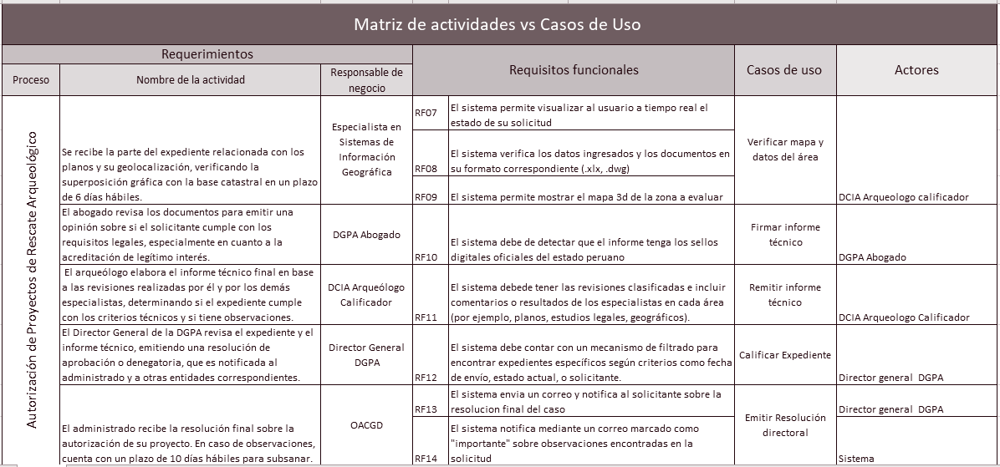 Matriz de actividades vs Casos de Uso
Requerimientos
Requisitos funcionales
Casos de uso
Actores
Proceso
Nombre de la actividad
Responsable de
negocio
Autorización de Proyectos de Rescate Arqueológico
Se recibe la parte del expediente relacionada con los
planos y su geolocalización, verificando la
superposición gráfica con la base catastral en un plazo
de 6 días hábiles.
Especialista en
Sistemas de
Información
Geográfica
RF07
El sistema permite visualizar al usuario a tiempo real el
estado de su solicitud
RF08
El sistema verifica los datos ingresados y los documentos en
su formato correspondiente (.xlx, .dwg)
RF09
El sistema permite mostrar el mapa 3d de la zona a evaluar
Verificar mapa y
datos del área
DCIA Arqueologo calificador
El abogado revisa los documentos para emitir una
opinión sobre si el solicitante cumple con los
requisitos legales, especialmente en cuanto a la
acreditación de legítimo interés.
DGPA Abogado
RF10
El sistema debe de detectar que el informe tenga los sellos
digitales oficiales del estado peruano
Firmar informe
técnico
DGPA Abogado
El arqueólogo elabora el informe técnico final en base
a las revisiones realizadas por él y por los demás
especialistas, determinando si el expediente cumple
con los criterios técnicos y si tiene observaciones.
DCIA Arqueólogo
Calificador
RF11
El sistema debede tener las revisiones clasificadas e incluir
comentarios o resultados de los especialistas en cada área
(por ejemplo, planos, estudios legales, geográficos).
Remitir informe
técnico
DCIA Arqueologo Calificador
El Director General de la DGPA revisa el expediente y el
informe técnico, emitiendo una resolución de
aprobación o denegatoria, que es notificada al
administrado y a otras entidades correspondientes.
Director General
DGPA
RF12
El sistema debe contar con un mecanismo de filtrado para
encontrar expedientes específicos según criterios como fecha
de envío, estado actual, o solicitante.
Calificar Expediente
Director general DGPA
El administrado recibe la resolución final sobre la
autorización de su proyecto. En caso de observaciones,
cuenta con un plazo de 10 días hábiles para subsanar.
OACGD
RF13
El sistema envia un correo y notifica al solicitante sobre la
resolucion final del caso
Emitir Resolución
directoral
Director general DGPA
RF14
El sistema notifica mediante un correo marcado como
"importante" sobre observaciones encontradas en la
solicitud
Sistema